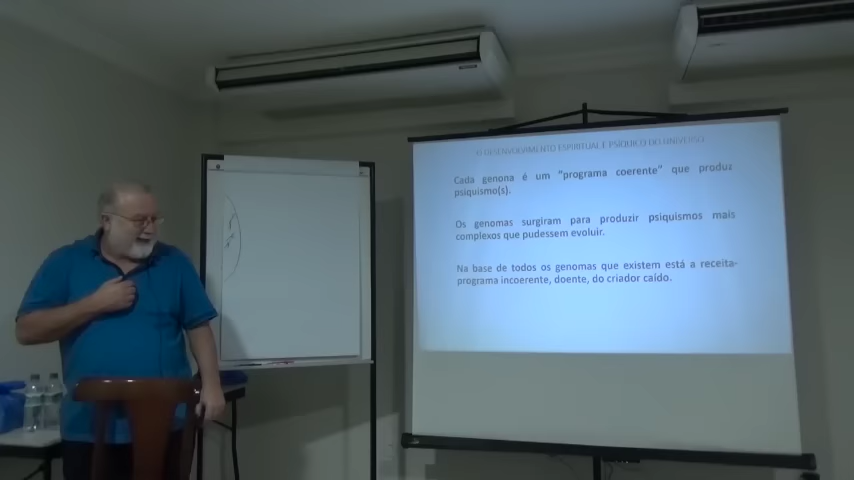 O DESENVOLVIMENTO ESPIRITUAL E PSÍQUICO DO UNIVERSO
Cada genona é um "programa coerente" que produz
psiquismo(s).
Os genomas surgiram para produzir psiquismos mais
complexos que pudessem evoluir.
Na base de todos os genomas que existem está a receita-
programa incoerente, doente, do criador caído.